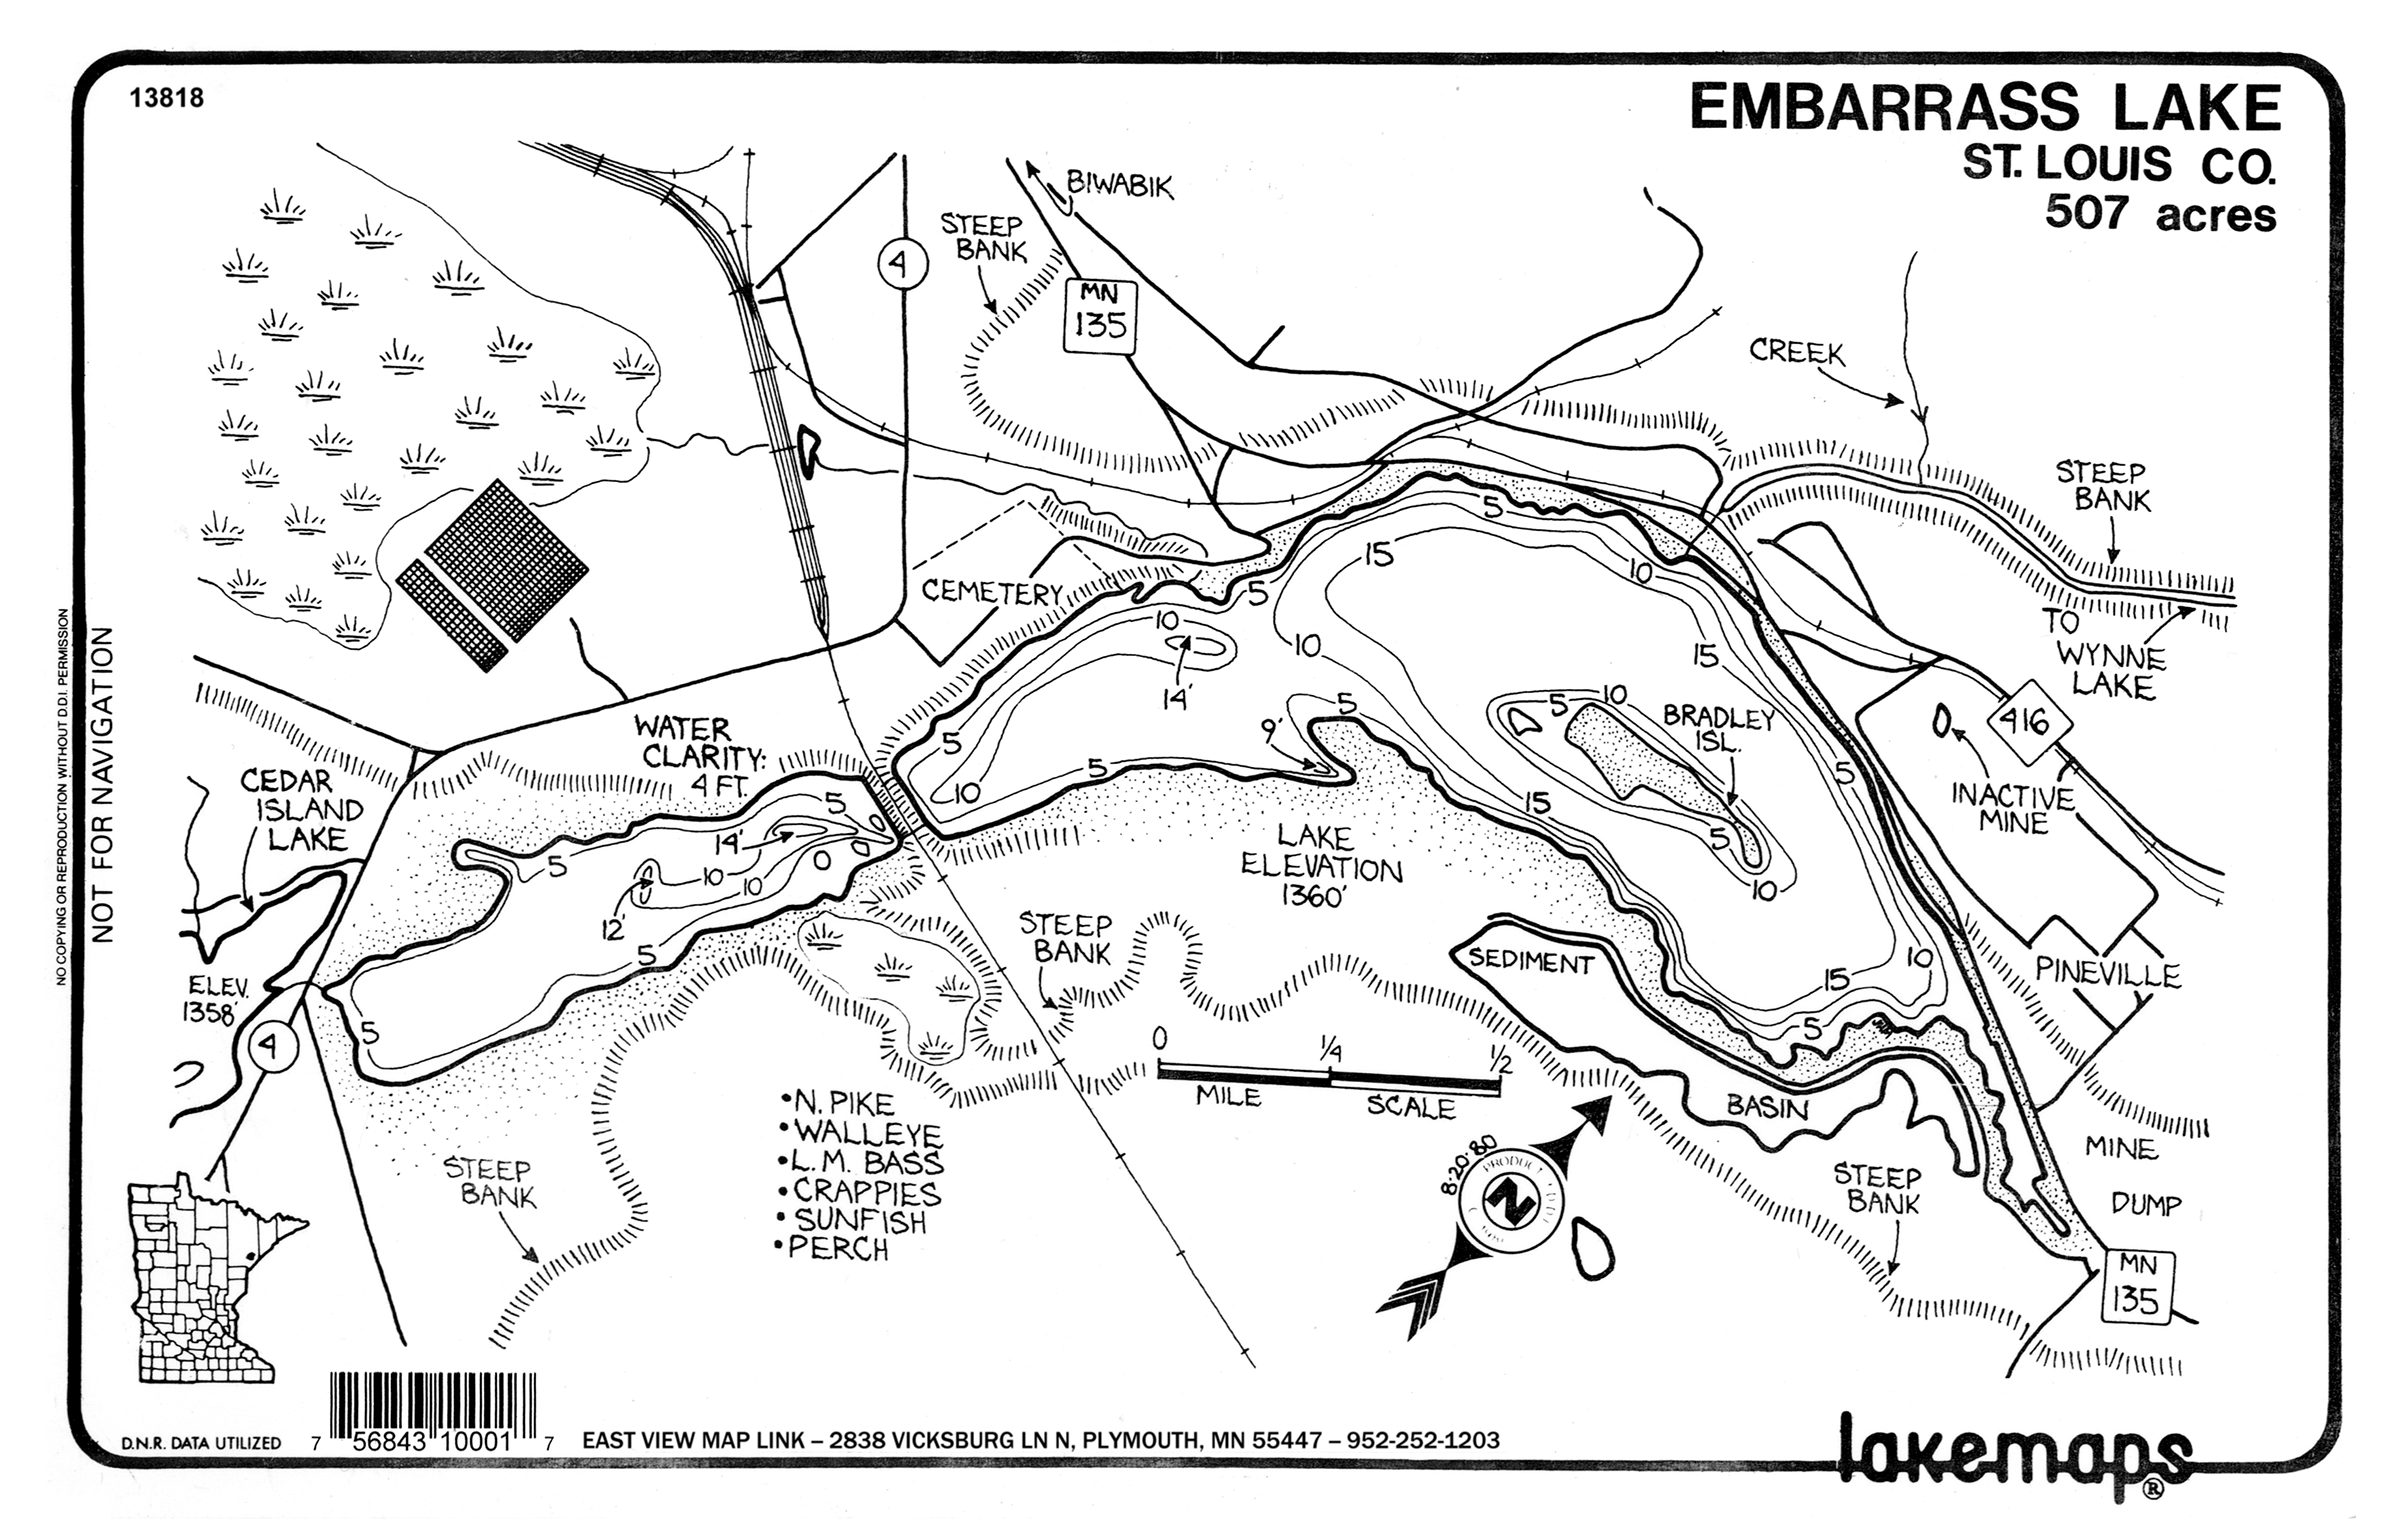 13818
EMBARRASS LAKE
ST. LOUIS CO.
507 acres
BIWABIK
STEEP
BANK
4
MN
135
CREEK
STEEP
BANK
TO
WYNNE
LAKE
CEMETERY
5
15
10
5
10
14'
10
15
5
10
9'
5
5
10
BRADLEY
ISL.
5
10
416
INACTIVE
MINE
5
10
5
15
WATER
CLARITY:
4 FT.
5
14'
10
10
12'
5
5
5
CEDAR
ISLAND
LAKE
ELEV.
1358'
4
LAKE
ELEVATION
1360'
STEEP
BANK
SEDIMENT
BASIN
15
10
5
PINEVILLE
MINE
DUMP
MN
135
STEEP
BANK
STEEP
BANK
0 1/4 1/2
MILE SCALE
8·20·80
PRODUCT
N
•N. PIKE
•WALLEYE
•L.M. BASS
•CRAPPIES
•SUNFISH
•PERCH
NOT FOR NAVIGATION
NO COPYING OR REPRODUCTION WITHOUT D.D.I. PERMISSION
D.N.R. DATA UTILIZED
7 56843 10001 7
EAST VIEW MAP LINK – 2838 VICKSBURG LN N, PLYMOUTH, MN 55447 – 952-252-1203
lakemaps®